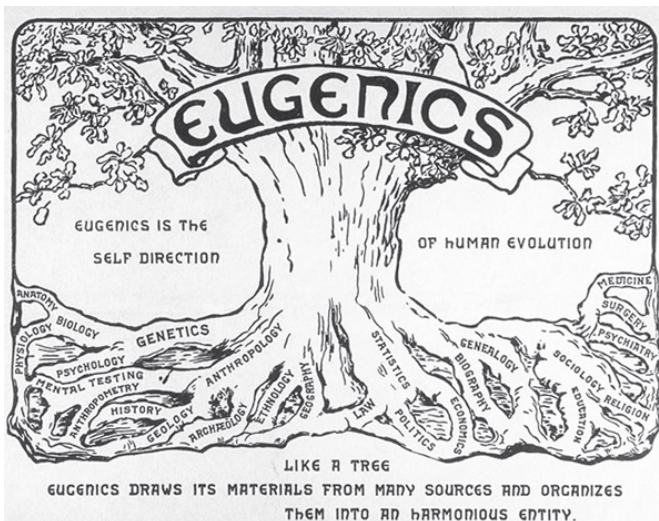 EUGENICS
EUGENICS IS THE
SELF DIRECTION
OF HUMAN EVOLUTION
ANATOMY
PHYSIOLOGY
BIOLOGY
GENETICS
PSYCHOLOGY
MENTAL TESTING
ANTHROPOMETRY
HISTORY
ANTHROPOLOGY
GEOLOGY
ARCHÆOLOGY
ETHNOLOGY
GEOGRAPHY
LAW
STATISTICS
POLITICS
ECONOMICS
GENEALOGY
BIOGRAPHY
SOCIOLOGY
EDUCATION
RELIGION
PSYCHIATRY
SURGERY
MEDICINE
LIKE A TREE
EUGENICS DRAWS ITS MATERIALS FROM MANY SOURCES AND ORGANIZES
THEM INTO AN HARMONIOUS ENTITY.